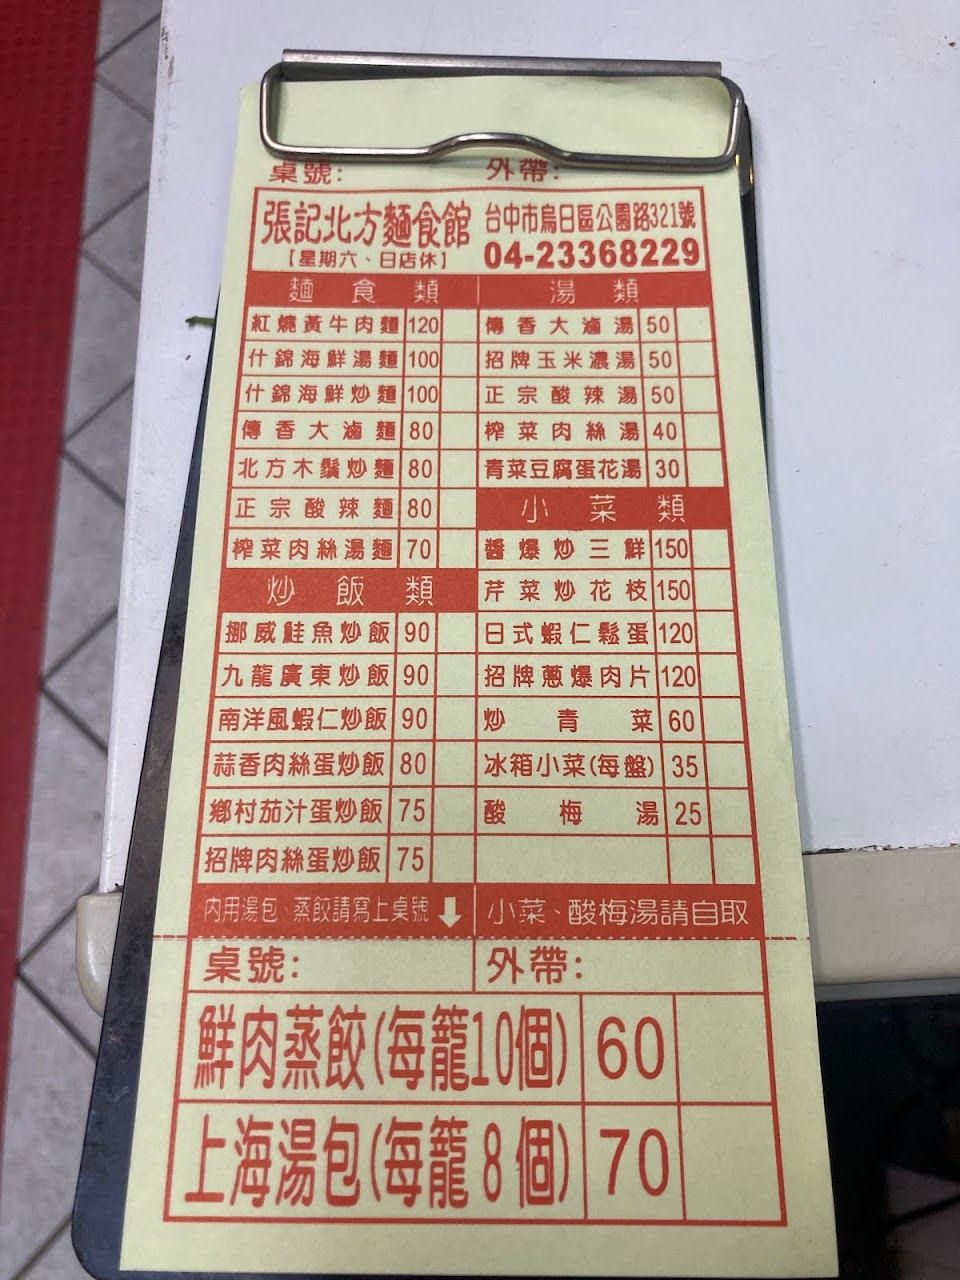 桌號: 外帶:
張記北方麵食館 台中市烏日區公園路321號
【星期六、日店休】 04-23368229
麵食類
紅燒黃牛肉麵 120
什錦海鮮湯麵 100
什錦海鮮炒麵 100
傳香大滷麵 80
北方木鬚炒麵 80
正宗酸辣麵 80
榨菜肉絲湯麵 70
炒飯類
挪威鮭魚炒飯 90
九龍廣東炒飯 90
南洋風蝦仁炒飯 90
蒜香肉絲蛋炒飯 80
鄉村茄汁蛋炒飯 75
招牌肉絲蛋炒飯 75
湯類
傳香大滷湯 50
招牌玉米濃湯 50
正宗酸辣湯 50
榨菜肉絲湯 40
青菜豆腐蛋花湯 30
小菜類
醬爆炒三鮮 150
芹菜炒花枝 150
日式蝦仁鬆蛋 120
招牌蔥爆肉片 120
炒青菜 60
冰箱小菜(每盤) 35
酸梅湯 25
內用湯包、蒸餃請寫上桌號
小菜、酸梅湯請自取
桌號: 外帶:
鮮肉蒸餃(每籠10個) 60
上海湯包(每籠8個) 70